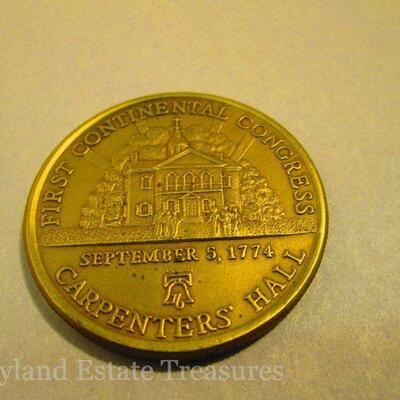 FIRST CONTINENTAL CONGRESS
SEPTEMBER 5, 1774
CARPENTERS' HALL
yland Estate Treasures